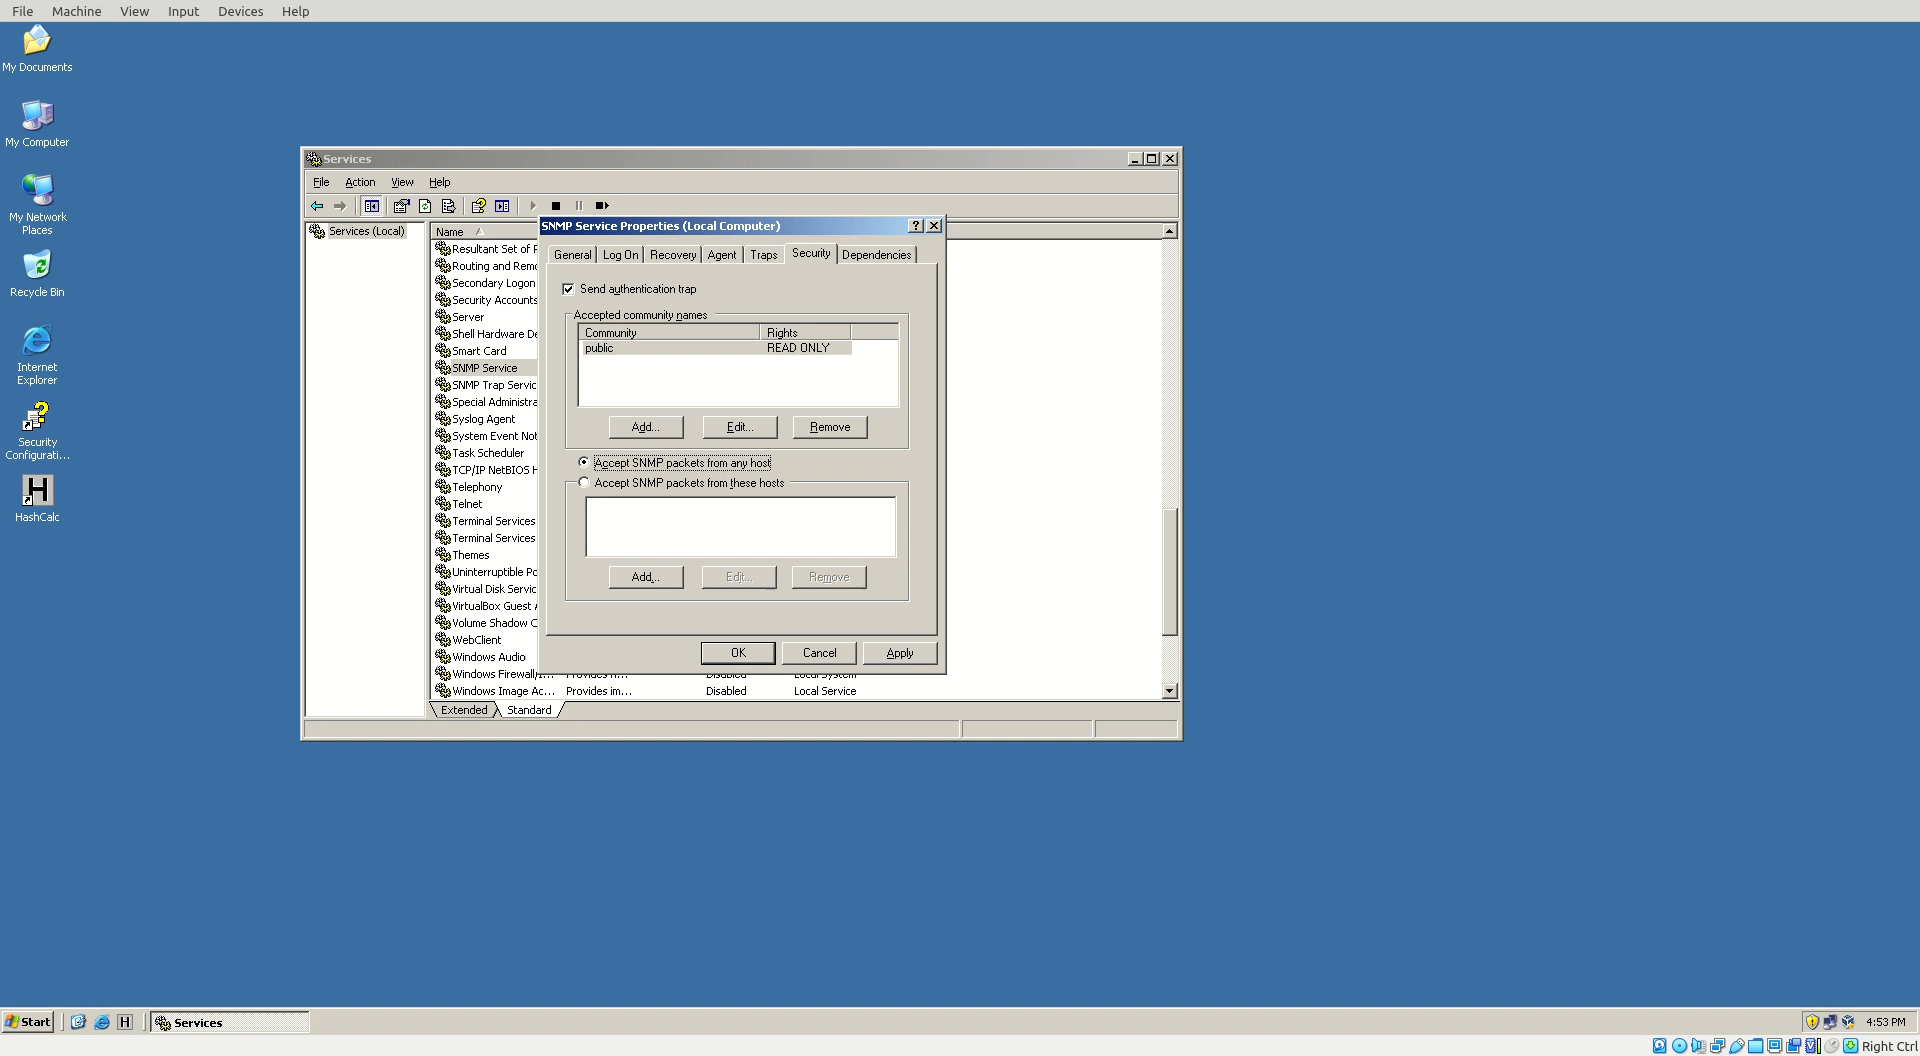 File Machine View Input Devices Help
My Documents
My Computer
My Network
Places
Recycle Bin
Internet
Explorer
Security
Configurati...
HashCalc
Services
File Action View Help
Services (Local)
Name
Resultant Set of
Routing and Remo
Secondary Logon
Security Accounts
Server
Shell Hardware De
Smart Card
SNMP Service
SNMP Trap Servic
Special Administra
Syslog Agent
System Event Not
Task Scheduler
TCP/IP NetBIOS H
Telephony
Telnet
Terminal Services
Terminal Services
Themes
Uninterruptible Po
Virtual Disk Servic
VirtualBox Guest A
Volume Shadow C
WebClient
Windows Audio
Windows Firewall/I... Provides n... Disabled Local System
Windows Image Ac... Provides im... Disabled Local Service
Extended Standard
SNMP Service Properties (Local Computer)
General Log On Recovery Agent Traps Security Dependencies
Send authentication trap
Accepted community names
Community Rights
public READ ONLY
Add... Edit... Remove
Accept SNMP packets from any host
Accept SNMP packets from these hosts
Add... Edit... Remove
OK Cancel Apply
Start
H
Services
4:53 PM
Right Ctrl